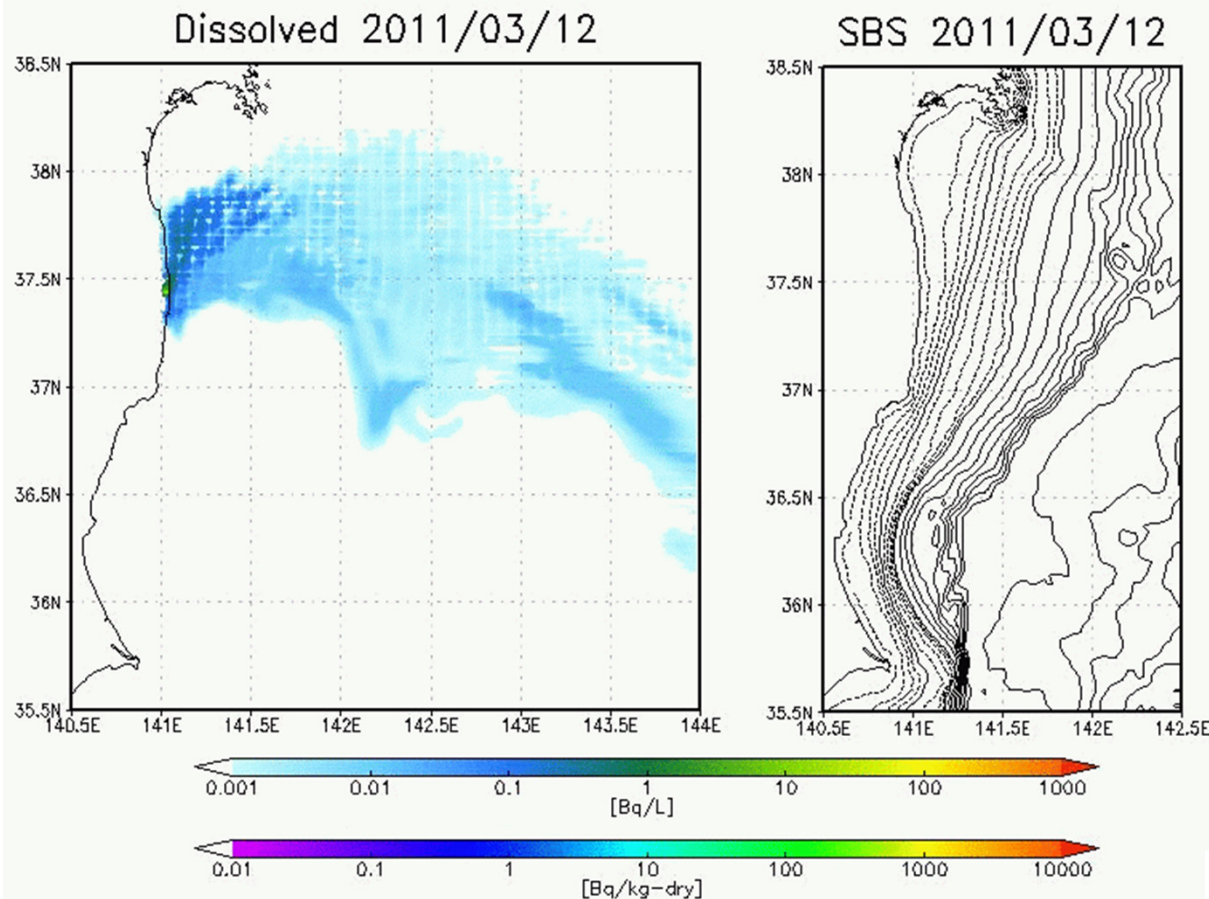 Dissolved 2011/03/12
SBS 2011/03/12
38.5N
38N
37.5N
37N
36.5N
36N
35.5N
140.5E 141E 141.5E 142E 142.5E 143E 143.5E 144E
38.5N
38N
37.5N
37N
36.5N
36N
35.5N
140.5E 141E 141.5E 142E 142.5E
0.001 0.01 0.1 1 10 100 1000
[Bq/L]
0.01 0.1 1 10 100 1000 10000
[Bq/kg-dry]